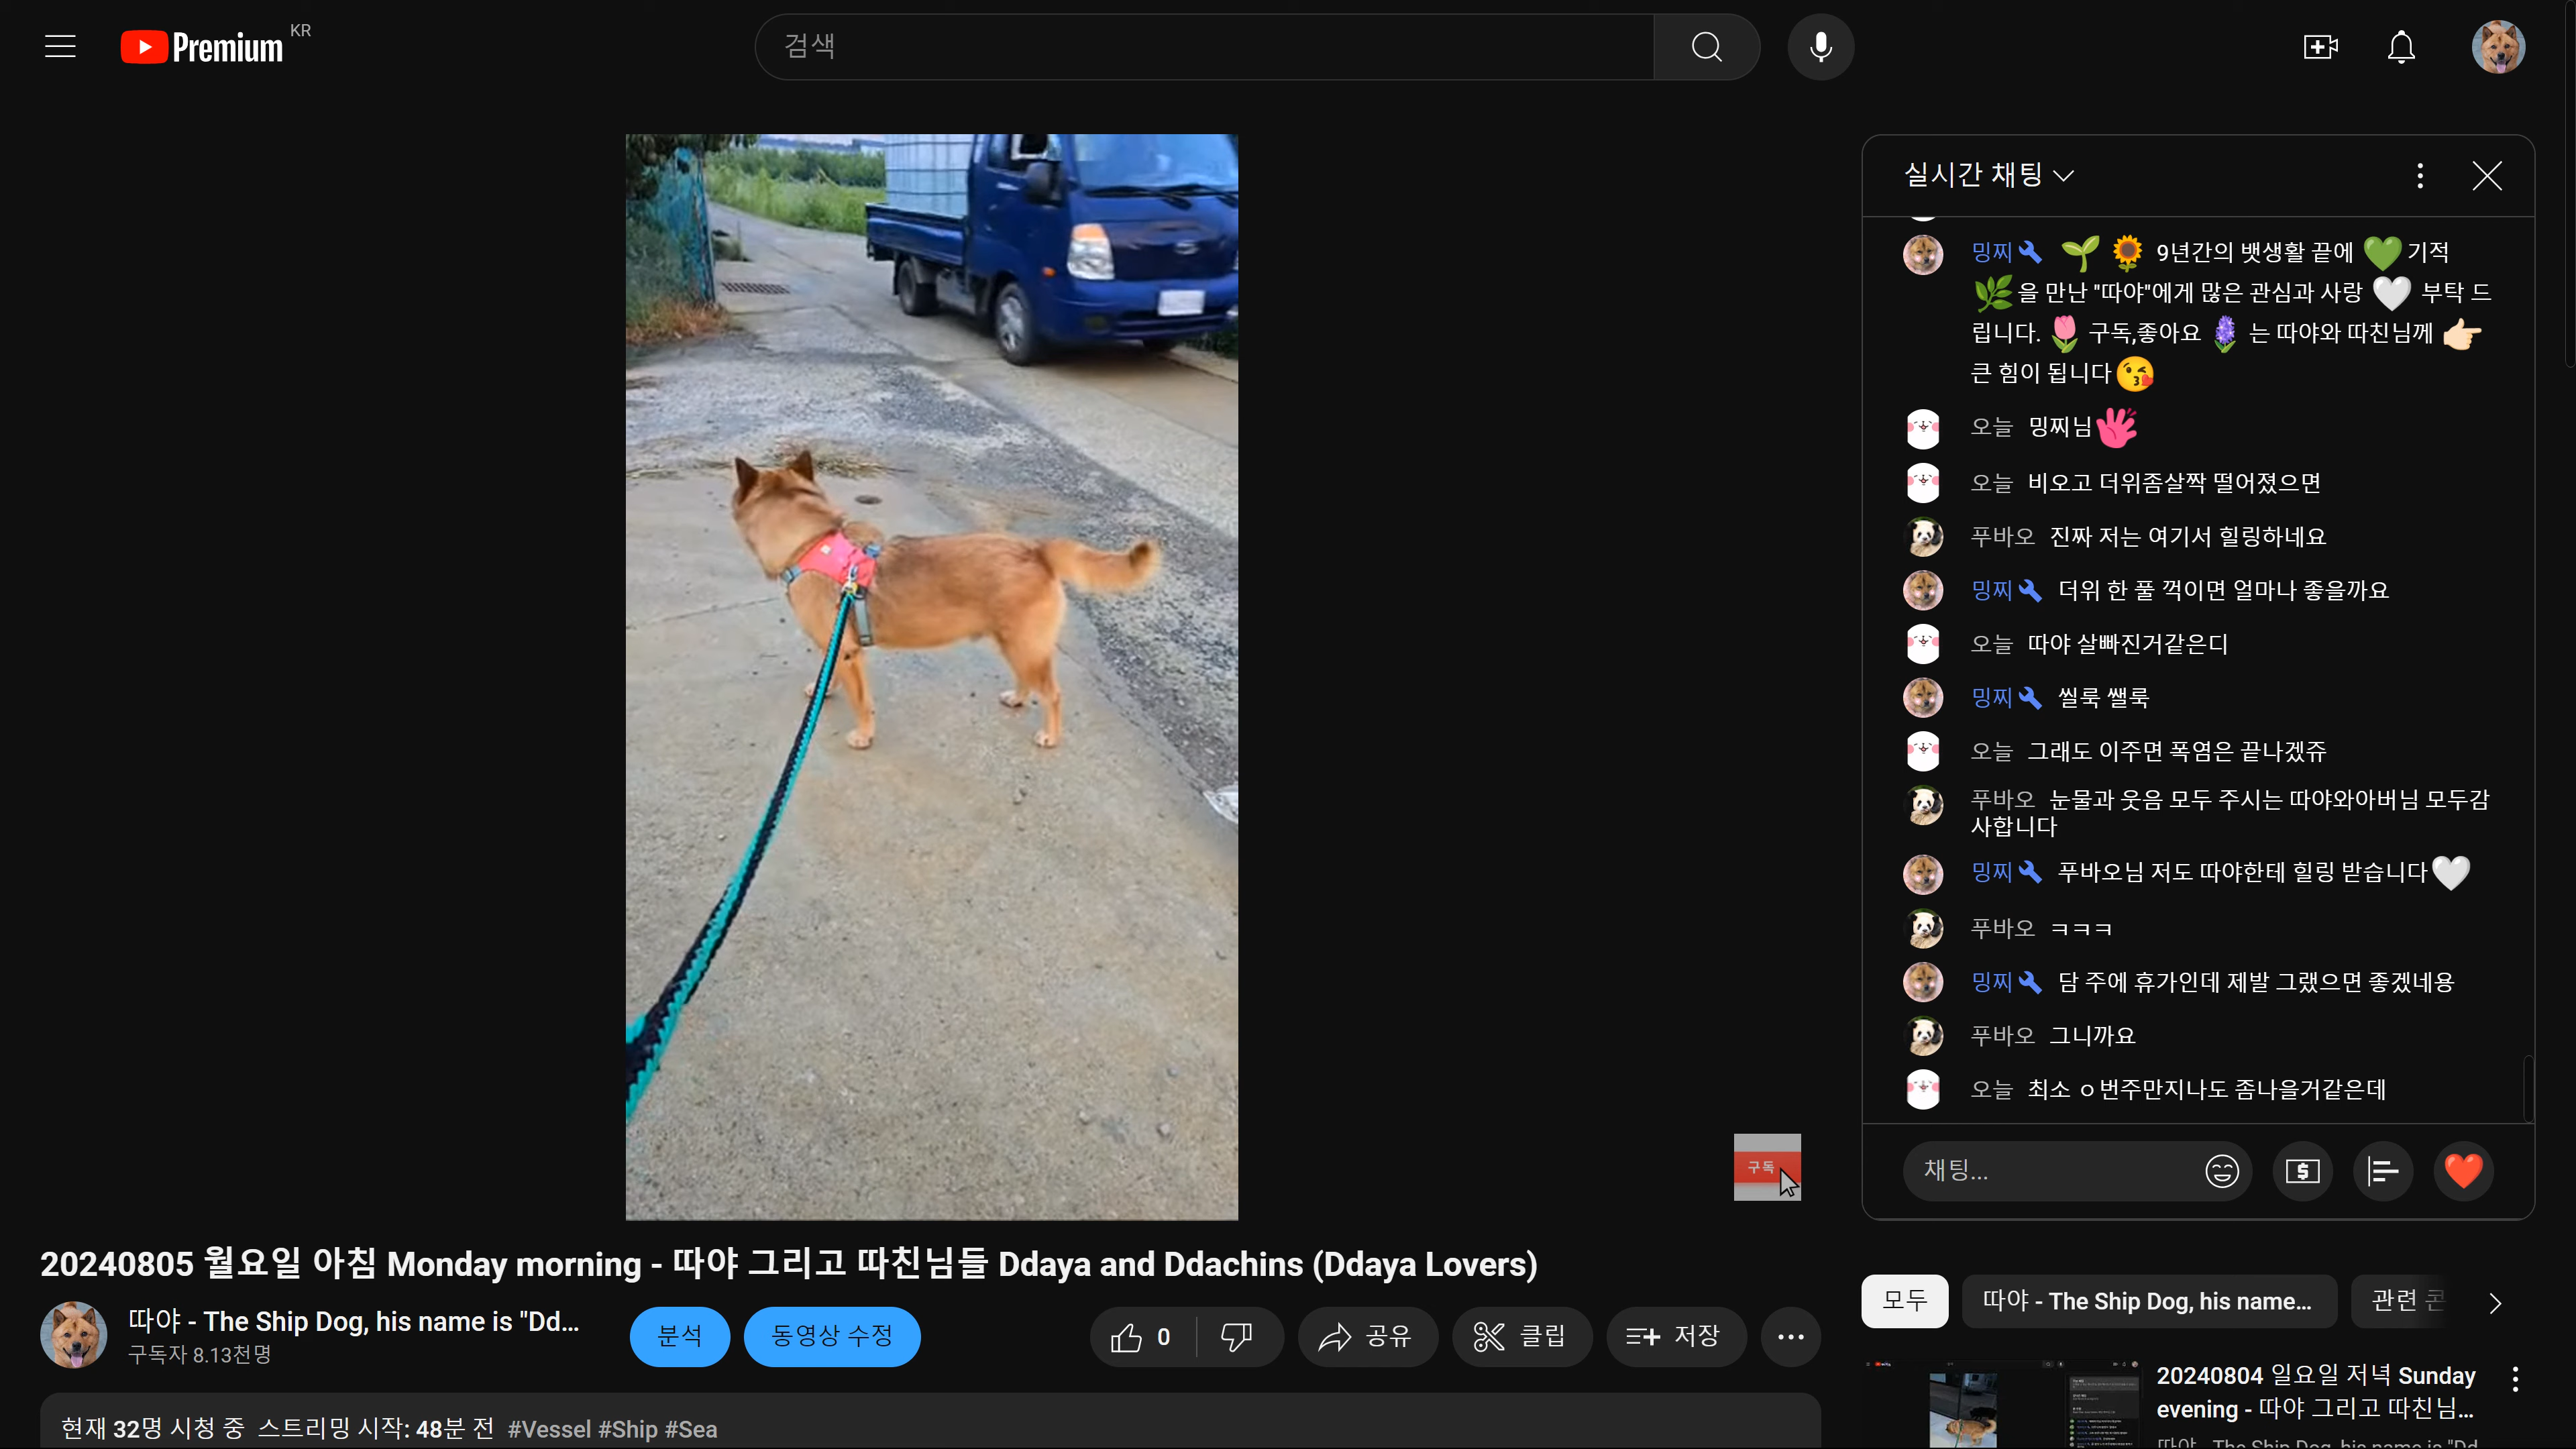 Premium KR
검색
실시간 채팅
밍찌 9년간의 뱃생활 끝에 💚 기적
🌿 을 만난 "따야"에게 많은 관심과 사랑 🤍 부탁 드
립니다. 🌷 구독,좋아요 🪻 는 따야와 따친님께 👉🏻
큰 힘이 됩니다 😘
오늘 밍찌님
오늘 비오고 더위좀살짝 떨어졌으면
푸바오 진짜 저는 여기서 힐링하네요
밍찌 더위 한 풀 꺽이면 얼마나 좋을까요
오늘 따야 살빠진거같은디
밍찌 씰룩 쌜룩
오늘 그래도 이주면 폭염은 끝나겠쥬
푸바오 눈물과 웃음 모두 주시는 따야와아버님 모두감
사합니다
밍찌 푸바오님 저도 따야한테 힐링 받습니다🤍
푸바오 ㅋㅋㅋ
밍찌 담 주에 휴가인데 제발 그랬으면 좋겠네용
푸바오 그니까요
오늘 최소 ㅇ번주만지나도 좀나을거같은데
채팅...
구독
20240805 월요일 아침 Monday morning - 따야 그리고 따친님들 Ddaya and Ddachins (Ddaya Lovers)
따야 - The Ship Dog, his name is "Dd...
구독자 8.13천명
분석
동영상 수정
0
공유
클립
저장
현재 32명 시청 중 스트리밍 시작: 48분 전 #Vessel #Ship #Sea
모두
따야 - The Ship Dog, his name...
관련
20240804 일요일 저녁 Sunday
evening - 따야 그리고 따친님...